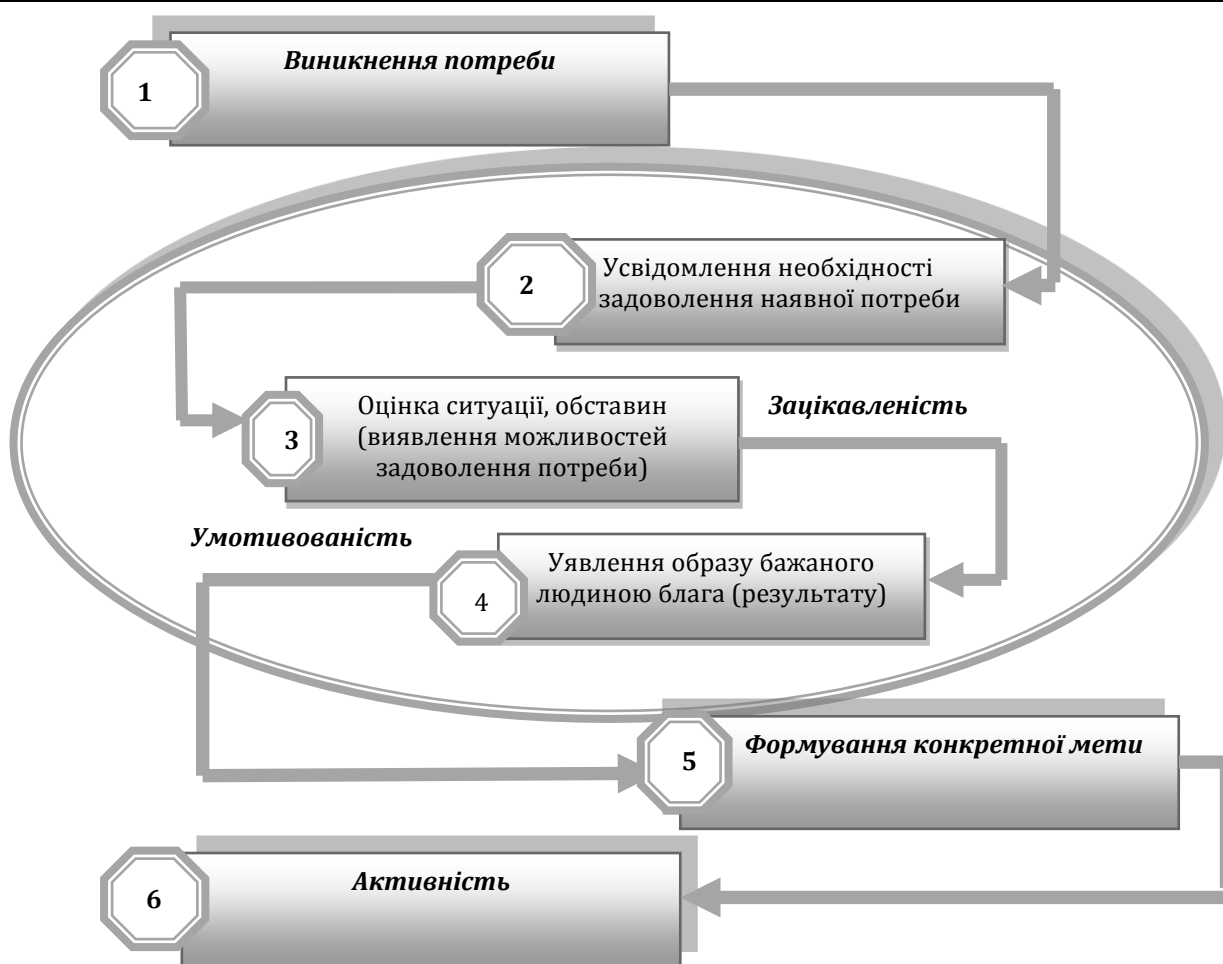 Виникнення потреби
1
Усвідомлення необхідності
2
задоволення наявної потреби
Оцінка ситуації, обставин
Зацікавленість
3
(виявлення можливостей
задоволення потреби)
Умотивованість
Уявлення образу бажаного
4
людиною блага (результату)
5
Формування конкретної мети
6
Активність